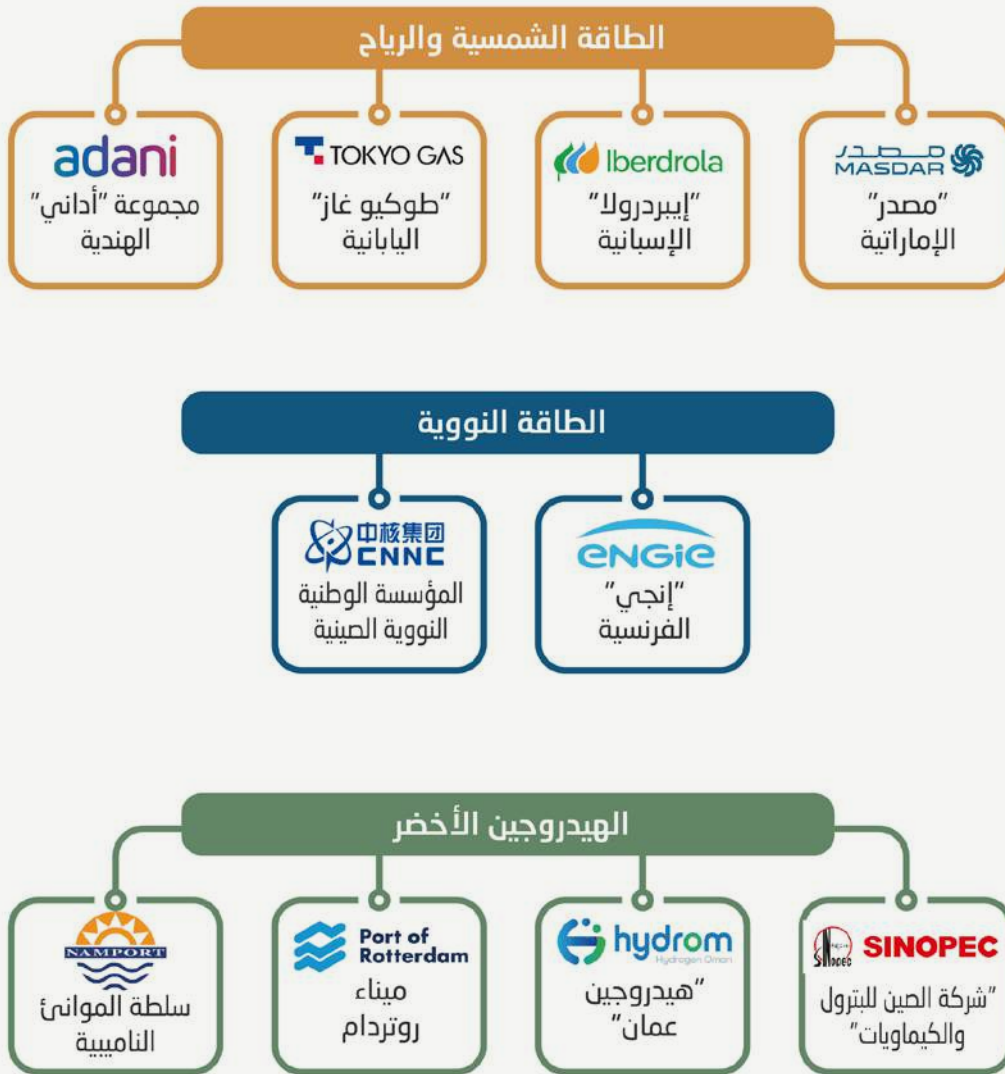 الطاقة الشمسية والرياح
مصدر
MASDAR
"مصدر"
الإماراتية
Iberdrola
"إيبردرولا"
الإسبانية
TOKYO GAS
"طوكيو غاز"
اليابانية
adani
مجموعة "أداني"
الهندية
الطاقة النووية
ENGIE
"إنجي"
الفرنسية
中核集团
CNNC
المؤسسة الوطنية
النووية الصينية
الهيدروجين الأخضر
Sinopec
SINOPEC
"شركة الصين للبترول
والكيماويات"
hydrom
Hydrogen Oman
"هيدروجين
عمان"
Port of
Rotterdam
ميناء
روتردام
NAMPORT
سلطة الموانئ
الناميبية